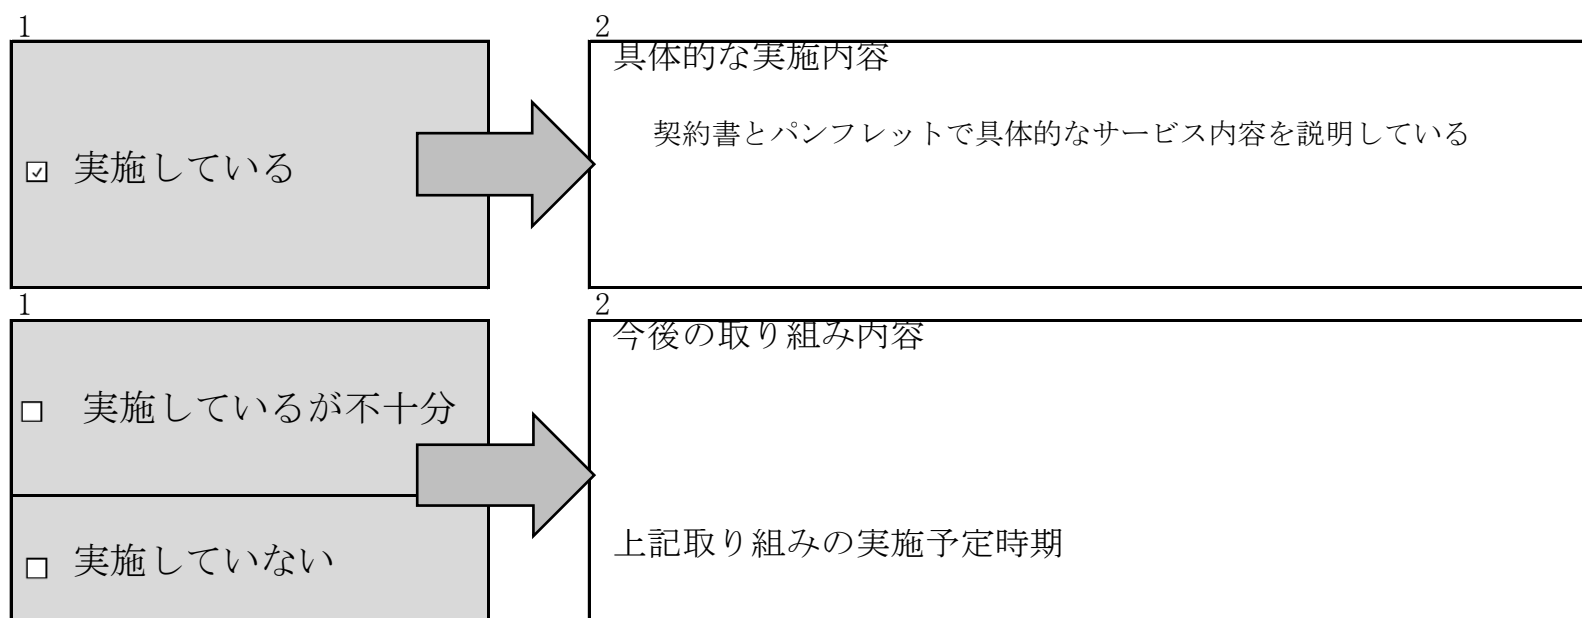 1
2
具体的な実施内容
契約書とパンフレットで具体的なサービス内容を説明している
☑ 実施している
1
2
今後の取り組み内容
□ 実施しているが不十分
上記取り組みの実施予定時期
□ 実施していない